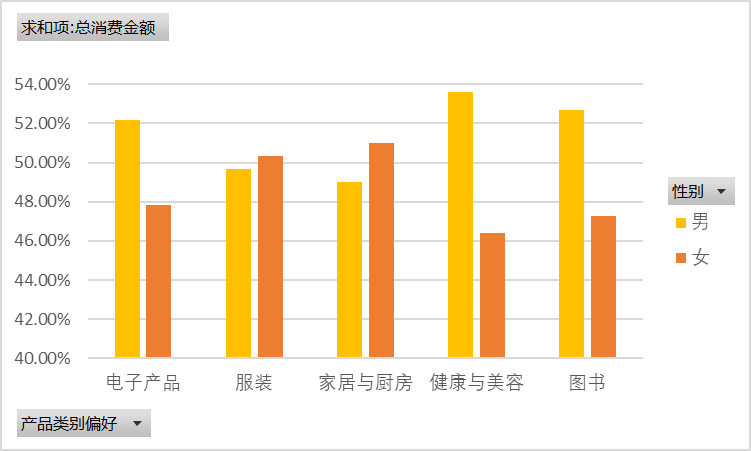 求和项:总消费金额
54.00%
52.00%
50.00%
48.00%
46.00%
44.00%
42.00%
40.00%
电子产品 服装 家居与厨房 健康与美容 图书
性别
男
女
产品类别偏好